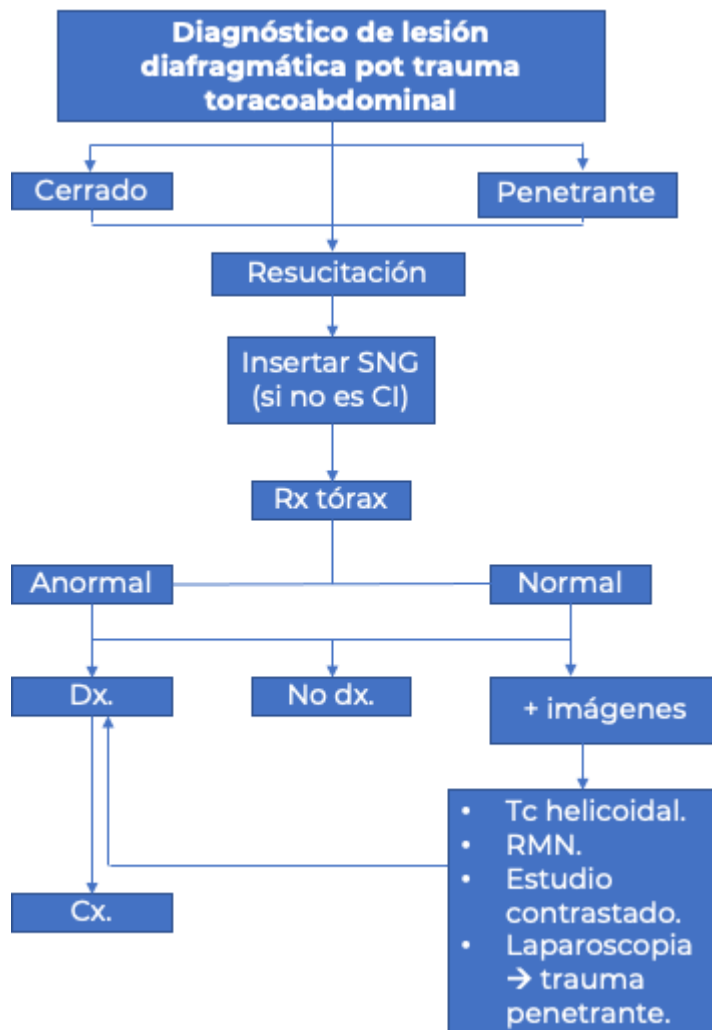 Diagnóstico de lesión
diafragmática pot trauma
toracoabdominal
Cerrado
Penetrante
Resucitación
Insertar SNG
(si no es CI)
Rx tórax
Anormal
Normal
Dx.
No dx.
+ imágenes
• Tc helicoidal.
• RMN.
• Estudio
contrastado.
• Laparoscopia
→ trauma
penetrante.
Cx.